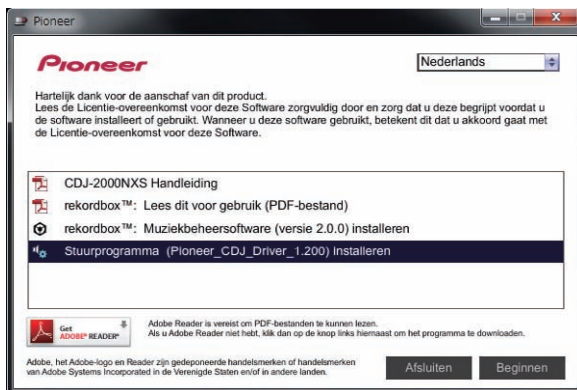 Pioneer
Pioneer
Nederlands
Hartelijk dank voor de aanschaf van dit product.
Lees de Licentie-overeenkomst voor deze Software zorgvuldig door en zorg dat u deze begrijpt voordat u
de software installeert of gebruikt. Wanneer u deze software gebruikt, betekent dit dat u akkoord gaat met
de Licentie-overeenkomst voor deze Software.
CDJ-2000NXS Handleiding
rekordbox™: Lees dit voor gebruik (PDF-bestand)
rekordbox™: Muziekbeheersoftware (versie 2.0.0) installeren
Stuurprogramma (Pioneer_CDJ_Driver_1.200) installeren
Get
ADOBE® READER®
Adobe Reader is vereist om PDF-bestanden te kunnen lezen.
Als u Adobe Reader niet hebt, klik dan op de knop links hiernaast om het programma te downloaden.
Adobe, het Adobe-logo en Reader zijn gedeponeerde handelsmerken of handelsmerken
van Adobe Systems Incorporated in de Verenigde Staten en/of in andere landen.
Afsluiten
Beginnen